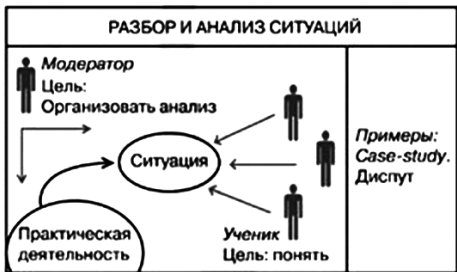 РАЗБОР И АНАЛИЗ СИТУАЦИЙ
Модератор
Цель:
Организовать анализ
Ситуация
Практическая
деятельность
Ученик
Цель: понять
Примеры:
Case-study.
Диспут